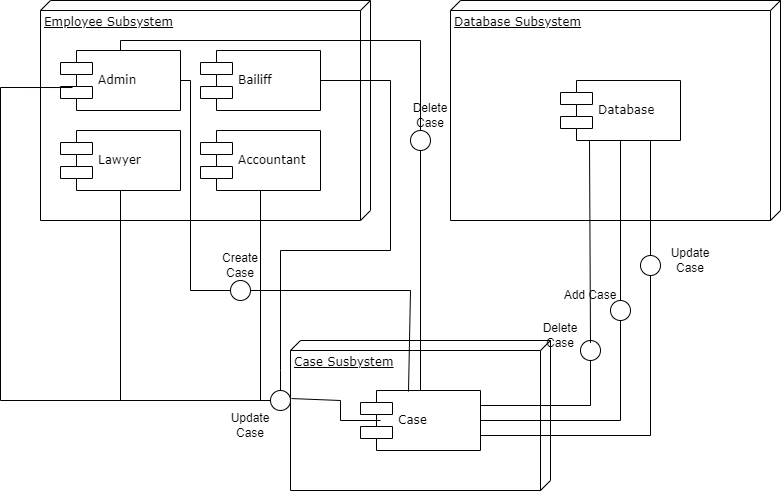 Employee Subsystem
Database Subsystem
Admin
Bailiff
Delete
Case
Database
Lawyer
Accountant
Create
Case
Update
Case
Add Case
Delete
Case
Case Susbystem
Update
Case
Case